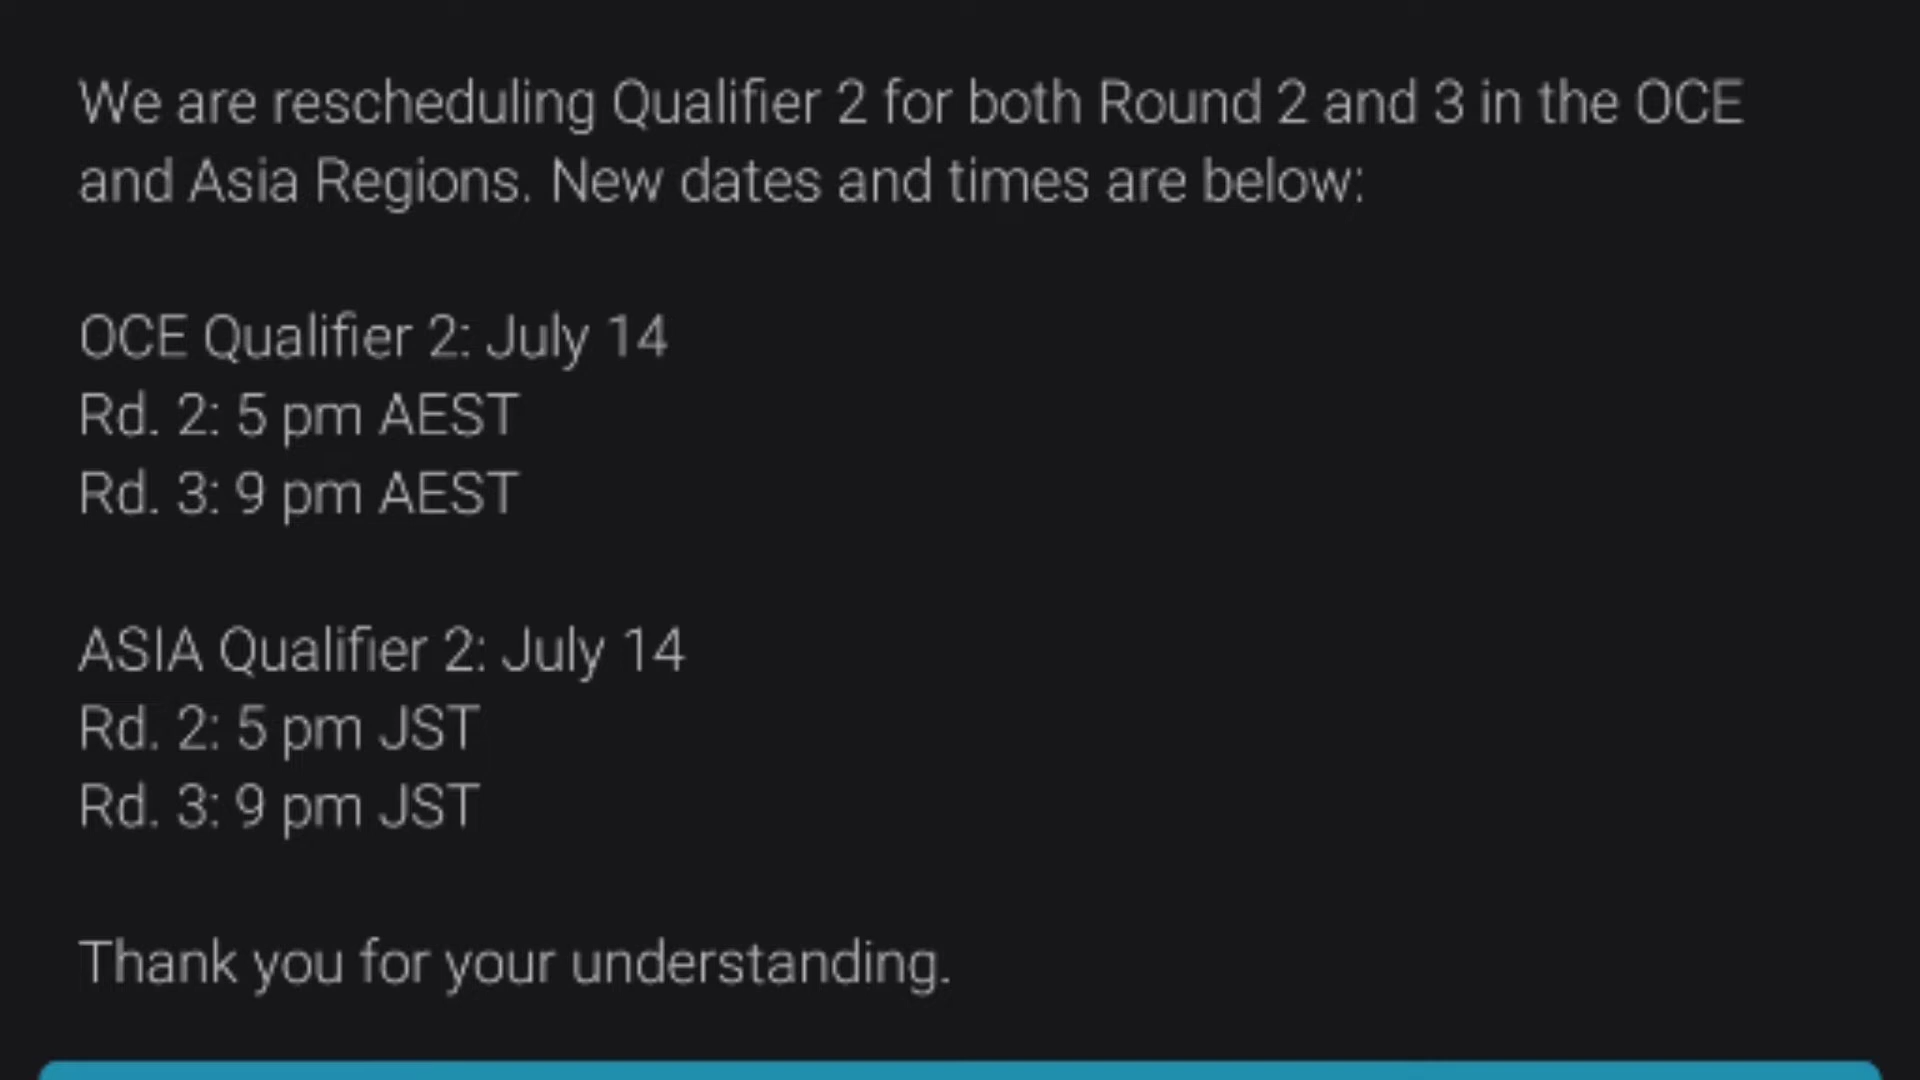 We are rescheduling Qualifier 2 for both Round 2 and 3 in the OCE
and Asia Regions. New dates and times are below:
OCE Qualifier 2: July 14
Rd. 2: 5 pm AEST
Rd. 3: 9 pm AEST
ASIA Qualifier 2: July 14
Rd. 2: 5 pm JST
Rd. 3: 9 pm JST
Thank you for your understanding.